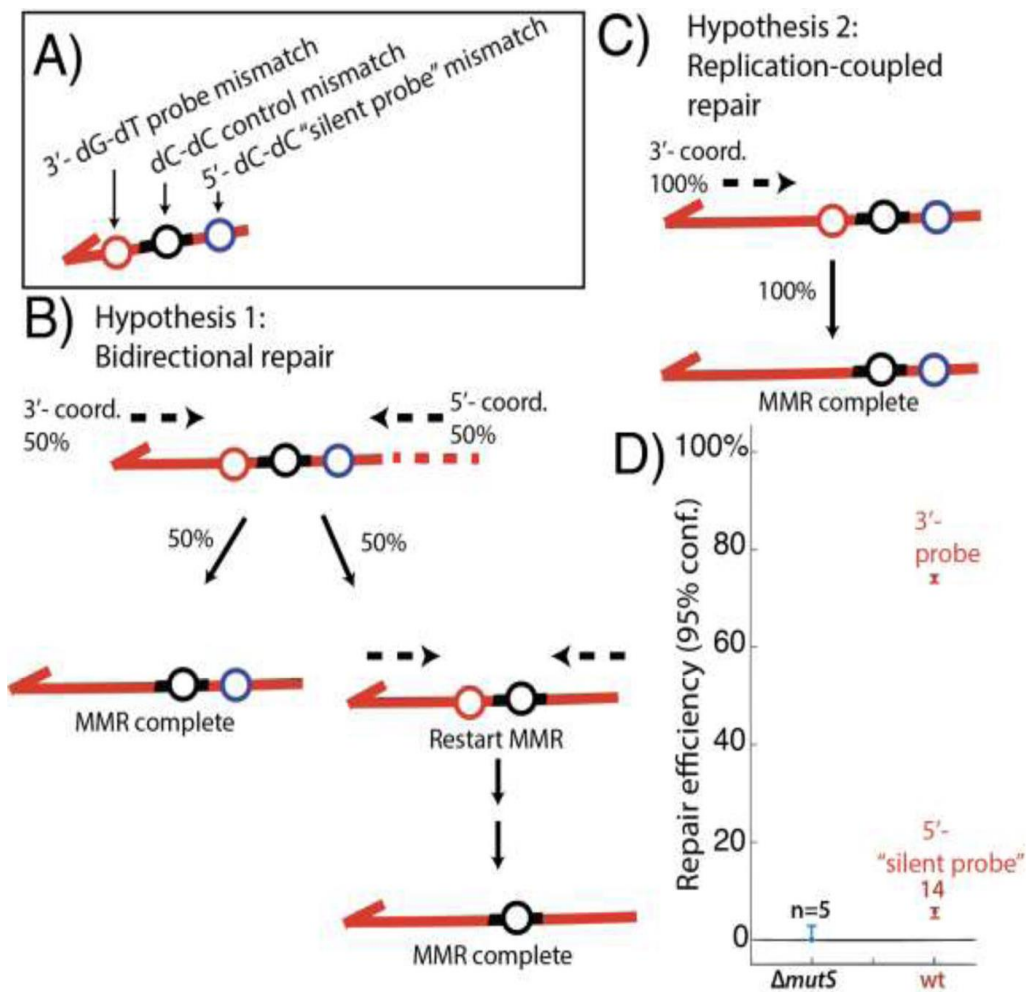 A)
3'- dG-dT probe mismatch
dC-dC control mismatch
5'- dC-dC "silent probe" mismatch
B) Hypothesis 1:
Bidirectional repair
3'- coord.
50%
5'- coord.
50%
50%
50%
MMR complete
Restart MMR
MMR complete
C) Hypothesis 2:
Replication-coupled
repair
3'- coord.
100%
100%
MMR complete
D)
Repair efficiency (95% conf.)
100%
80
60
40
20
0
3'-
probe
5'-
"silent probe"
14
n=5
ΔmutS
wt